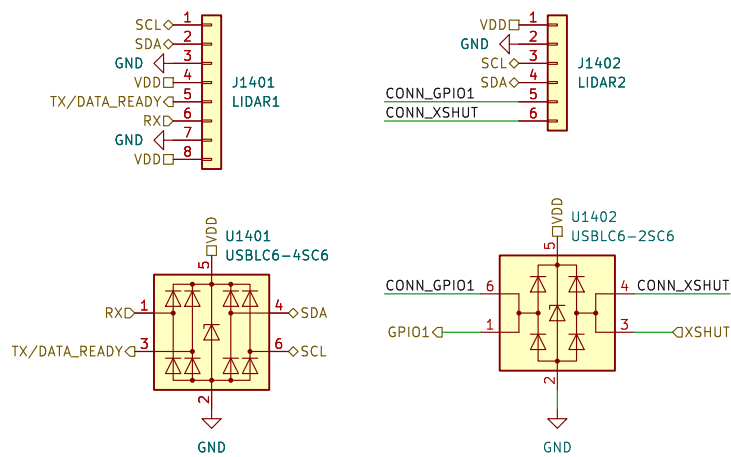 SCL 1
SDA 2
GND 3
VDD 4
TX/DATA_READY 5
RX 6
GND 7
VDD 8
J1401
LIDAR1
VDD 1
GND 2
SCL 3
SDA 4
CONN_GPIO1 5
CONN_XSHUT 6
J1402
LIDAR2
VDD
U1401
USBLC6-4SC6
5
RX 1
4 SDA
TX/DATA_READY 3
6 SCL
2
GND
VDD
U1402
USBLC6-2SC6
5
CONN_GPIO1 6
4 CONN_XSHUT
GPIO1 1
3 XSHUT
2
GND